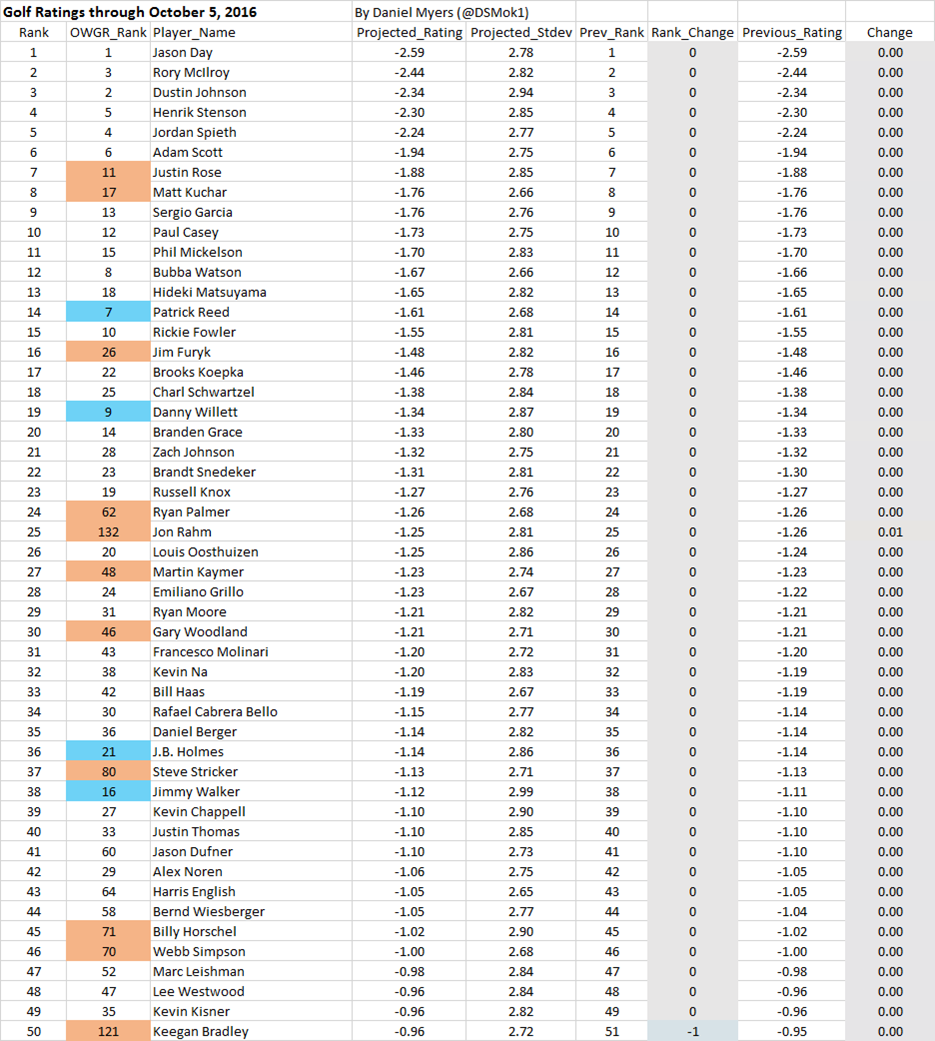 Golf Ratings through October 5, 2016 By Daniel Myers (@DSMok1)
Rank OWGR_Rank Player_Name Projected_Rating Projected_Stdev Prev_Rank Rank_Change Previous_Rating Change
1 1 Jason Day -2.59 2.78 1 0 -2.59 0.00
2 3 Rory McIlroy -2.44 2.82 2 0 -2.44 0.00
3 2 Dustin Johnson -2.34 2.94 3 0 -2.34 0.00
4 5 Henrik Stenson -2.30 2.85 4 0 -2.30 0.00
5 4 Jordan Spieth -2.24 2.77 5 0 -2.24 0.00
6 6 Adam Scott -1.94 2.75 6 0 -1.94 0.00
7 11 Justin Rose -1.88 2.85 7 0 -1.88 0.00
8 17 Matt Kuchar -1.76 2.66 8 0 -1.76 0.00
9 13 Sergio Garcia -1.76 2.76 9 0 -1.76 0.00
10 12 Paul Casey -1.73 2.75 10 0 -1.73 0.00
11 15 Phil Mickelson -1.70 2.83 11 0 -1.70 0.00
12 8 Bubba Watson -1.67 2.66 12 0 -1.66 0.00
13 18 Hideki Matsuyama -1.65 2.82 13 0 -1.65 0.00
14 7 Patrick Reed -1.61 2.68 14 0 -1.61 0.00
15 10 Rickie Fowler -1.55 2.81 15 0 -1.55 0.00
16 26 Jim Furyk -1.48 2.82 16 0 -1.48 0.00
17 22 Brooks Koepka -1.46 2.78 17 0 -1.46 0.00
18 25 Charl Schwartzel -1.38 2.84 18 0 -1.38 0.00
19 9 Danny Willett -1.34 2.87 19 0 -1.34 0.00
20 14 Branden Grace -1.33 2.80 20 0 -1.33 0.00
21 28 Zach Johnson -1.32 2.75 21 0 -1.32 0.00
22 23 Brandt Snedeker -1.31 2.81 22 0 -1.30 0.00
23 19 Russell Knox -1.27 2.76 23 0 -1.27 0.00
24 62 Ryan Palmer -1.26 2.68 24 0 -1.26 0.00
25 132 Jon Rahm -1.25 2.81 25 0 -1.26 0.01
26 20 Louis Oosthuizen -1.25 2.86 26 0 -1.24 0.00
27 48 Martin Kaymer -1.23 2.74 27 0 -1.23 0.00
28 24 Emiliano Grillo -1.23 2.67 28 0 -1.22 0.00
29 31 Ryan Moore -1.21 2.82 29 0 -1.21 0.00
30 46 Gary Woodland -1.21 2.71 30 0 -1.21 0.00
31 43 Francesco Molinari -1.20 2.72 31 0 -1.20 0.00
32 38 Kevin Na -1.20 2.83 32 0 -1.19 0.00
33 42 Bill Haas -1.19 2.67 33 0 -1.19 0.00
34 30 Rafael Cabrera Bello -1.15 2.77 34 0 -1.14 0.00
35 36 Daniel Berger -1.14 2.82 35 0 -1.14 0.00
36 21 J.B. Holmes -1.14 2.86 36 0 -1.14 0.00
37 80 Steve Stricker -1.13 2.71 37 0 -1.13 0.00
38 16 Jimmy Walker -1.12 2.99 38 0 -1.11 0.00
39 27 Kevin Chappell -1.10 2.90 39 0 -1.10 0.00
40 33 Justin Thomas -1.10 2.85 40 0 -1.10 0.00
41 60 Jason Dufner -1.10 2.73 41 0 -1.10 0.00
42 29 Alex Noren -1.06 2.75 42 0 -1.05 0.00
43 64 Harris English -1.05 2.65 43 0 -1.05 0.00
44 58 Bernd Wiesberger -1.05 2.77 44 0 -1.04 0.00
45 71 Billy Horschel -1.02 2.90 45 0 -1.02 0.00
46 70 Webb Simpson -1.00 2.68 46 0 -1.00 0.00
47 52 Marc Leishman -0.98 2.84 47 0 -0.98 0.00
48 47 Lee Westwood -0.96 2.84 48 0 -0.96 0.00
49 35 Kevin Kisner -0.96 2.82 49 0 -0.96 0.00
50 121 Keegan Bradley -0.96 2.72 51 -1 -0.95 0.00